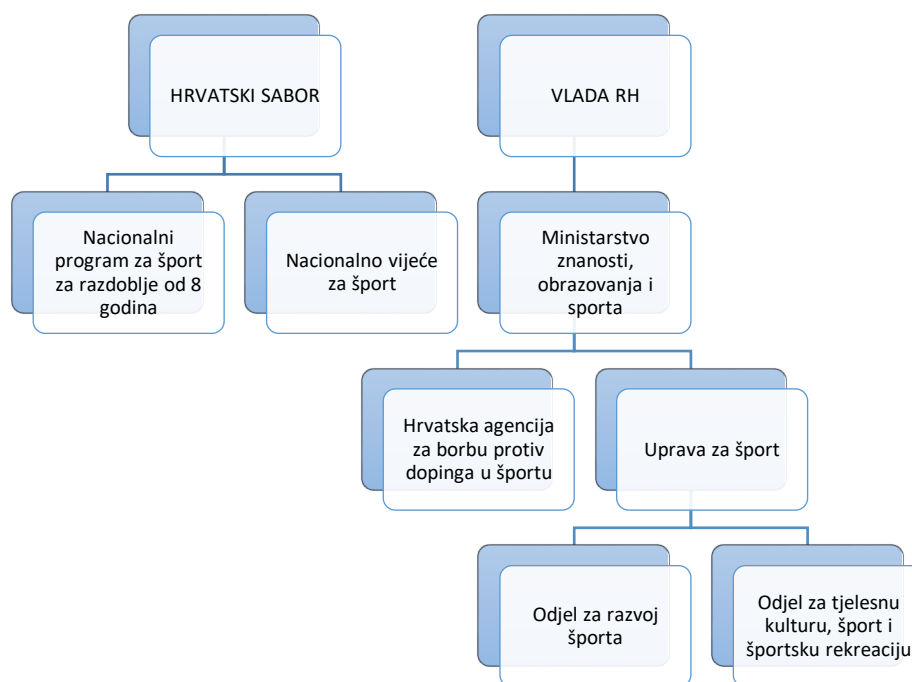 HRVATSKI SABOR
VLADA RH
Nacionalni
program za šport
za razdoblje od 8
godina
Nacionalno vijeće
za šport
Ministarstvo
znanosti,
obrazovanja i
sporta
Hrvatska agencija
za borbu protiv
dopinga u športu
Uprava za šport
Odjel za razvoj
športa
Odjel za tjelesnu
kulturu, šport i
športsku rekreaciju